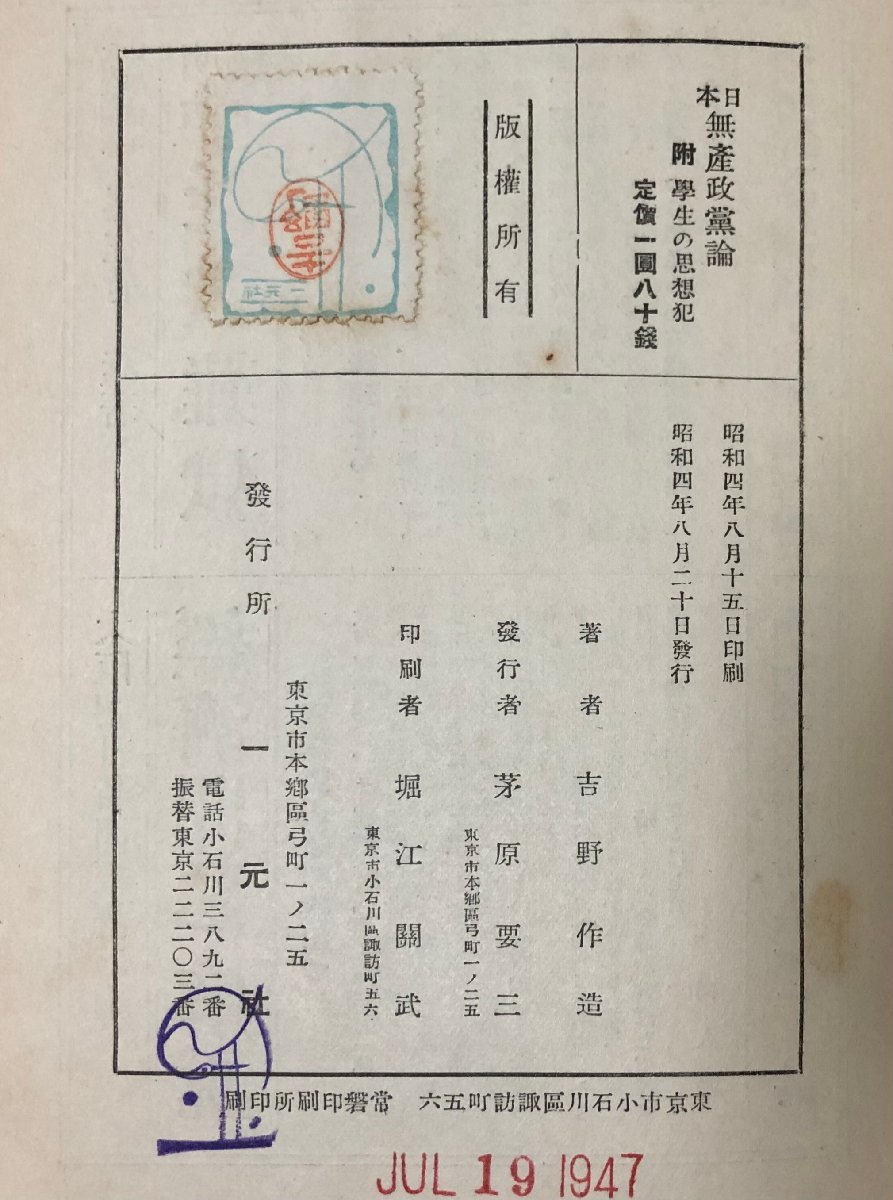 日本無產政黨論
附 學生の思想犯
定價一圓八十錢
版權所有
一元社
昭和四年八月十五日印刷
昭和四年八月二十日發行
著者 吉野作造
發行者 茅原要三
東京市本鄕區弓町一ノ二五
印刷者 堀江關武
東京市小石川區諏訪町五六
東京市本鄕區弓町一ノ二五
發行所 一元社
電話小石川三八九二番
振替東京二二二〇三番
東京市小石川區諏訪町五六 常磐印刷所印刷
JUL 19 1947